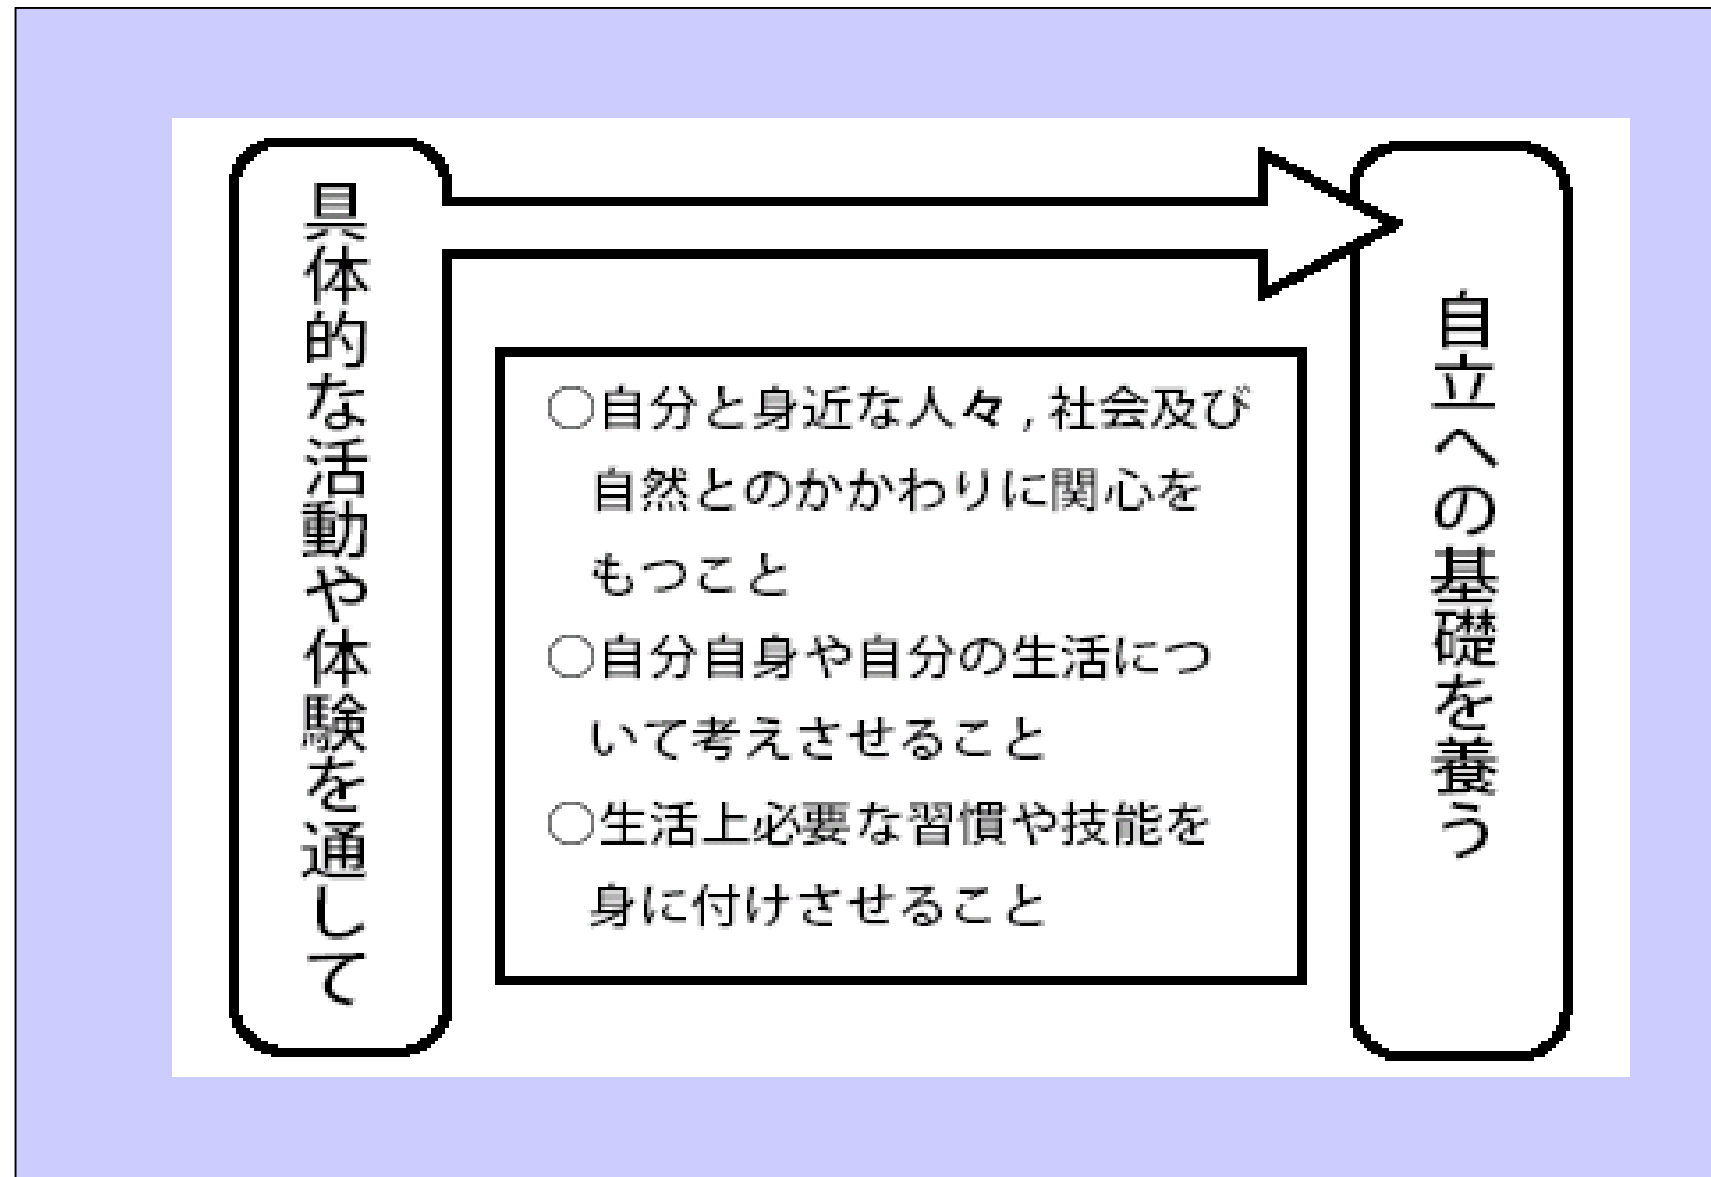 具体的な活動や体験を通して
○自分と身近な人々,社会及び
自然とのかかわりに関心を
もつこと
○自分自身や自分の生活につ
いて考えさせること
○生活上必要な習慣や技能を
身に付けさせること
自立への基礎を養う